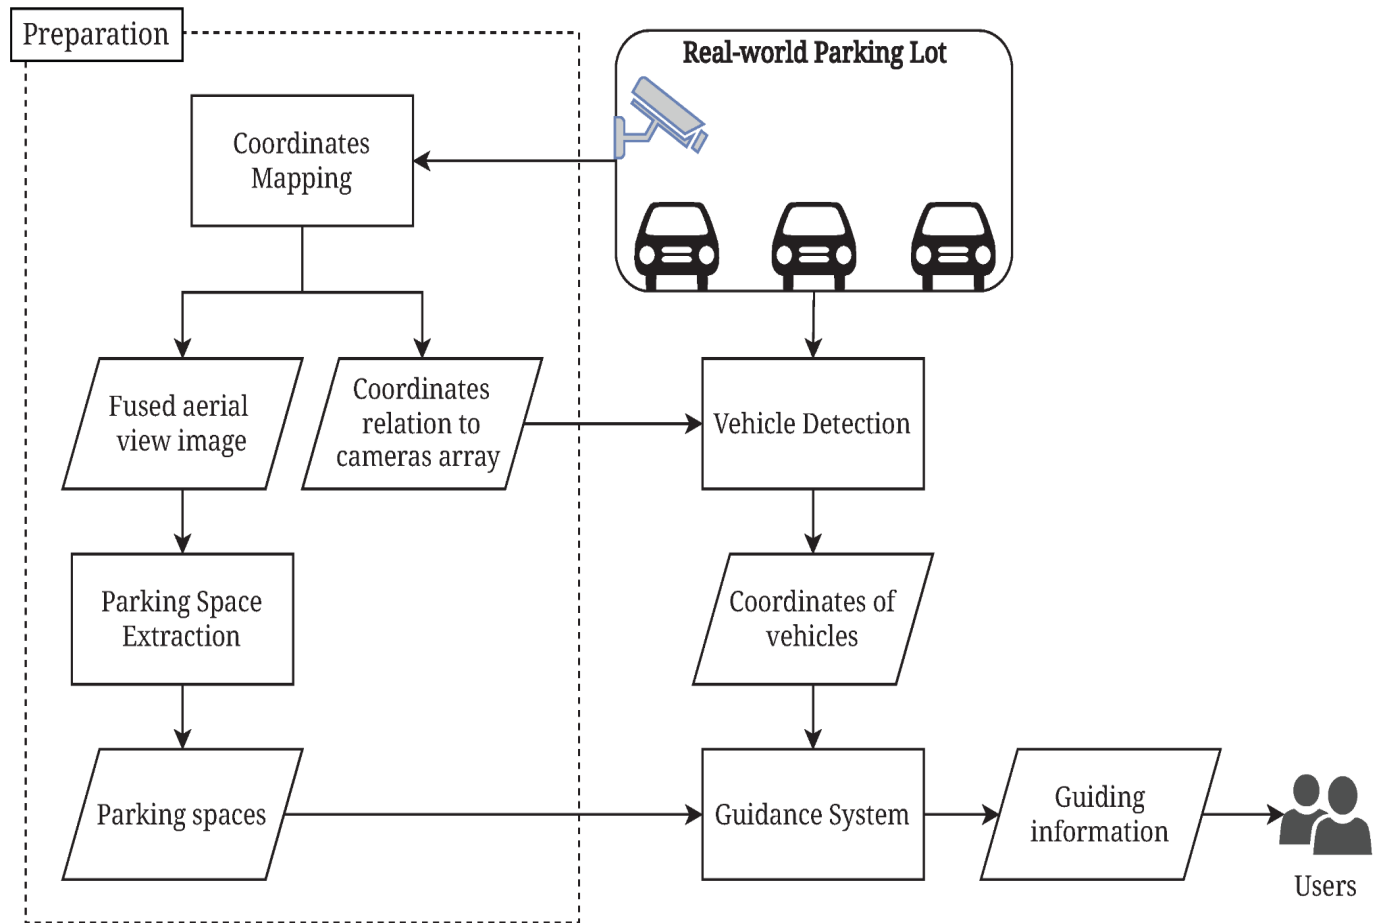 Preparation
Real-world Parking Lot
Coordinates
Mapping
Fused aerial
view image
Coordinates
relation to
cameras array
Vehicle Detection
Parking Space
Extraction
Coordinates of
vehicles
Parking spaces
Guidance System
Guiding
information
Users